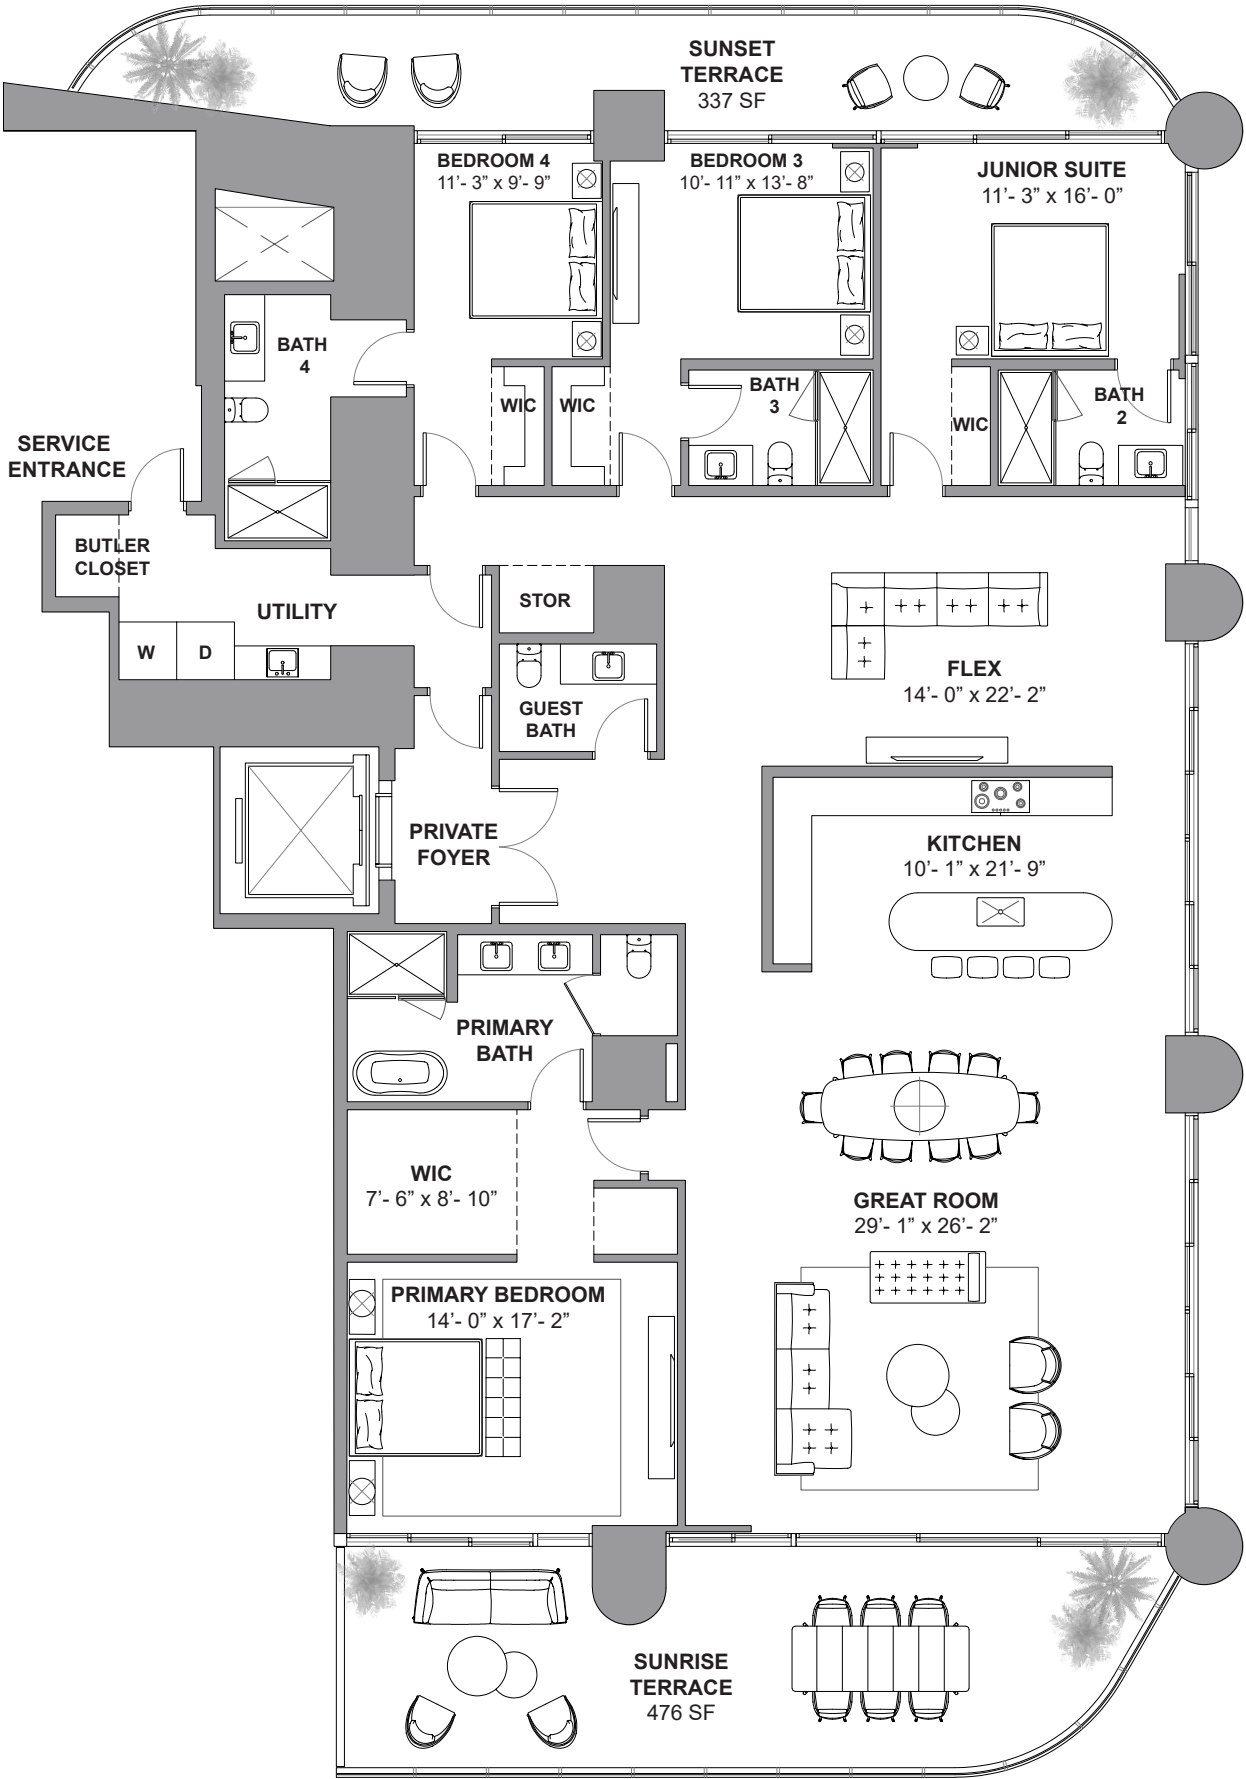 SUNSET
TERRACE
337 SF
BEDROOM 4
11’- 3” x 9’- 9”
BEDROOM 3
10’- 11” x 13’- 8”
JUNIOR SUITE
11’- 3” x 16’- 0”
BATH
4
WIC
WIC
BATH
3
WIC
BATH
2
SERVICE
ENTRANCE
BUTLER
CLOSET
UTILITY
W
D
STOR
GUEST
BATH
FLEX
14’- 0” x 22’- 2”
PRIVATE
FOYER
KITCHEN
10’- 1” x 21’- 9”
PRIMARY
BATH
WIC
7’- 6” x 8’- 10”
GREAT ROOM
29’- 1” x 26’- 2”
PRIMARY BEDROOM
14’- 0” x 17’- 2”
SUNRISE
TERRACE
476 SF